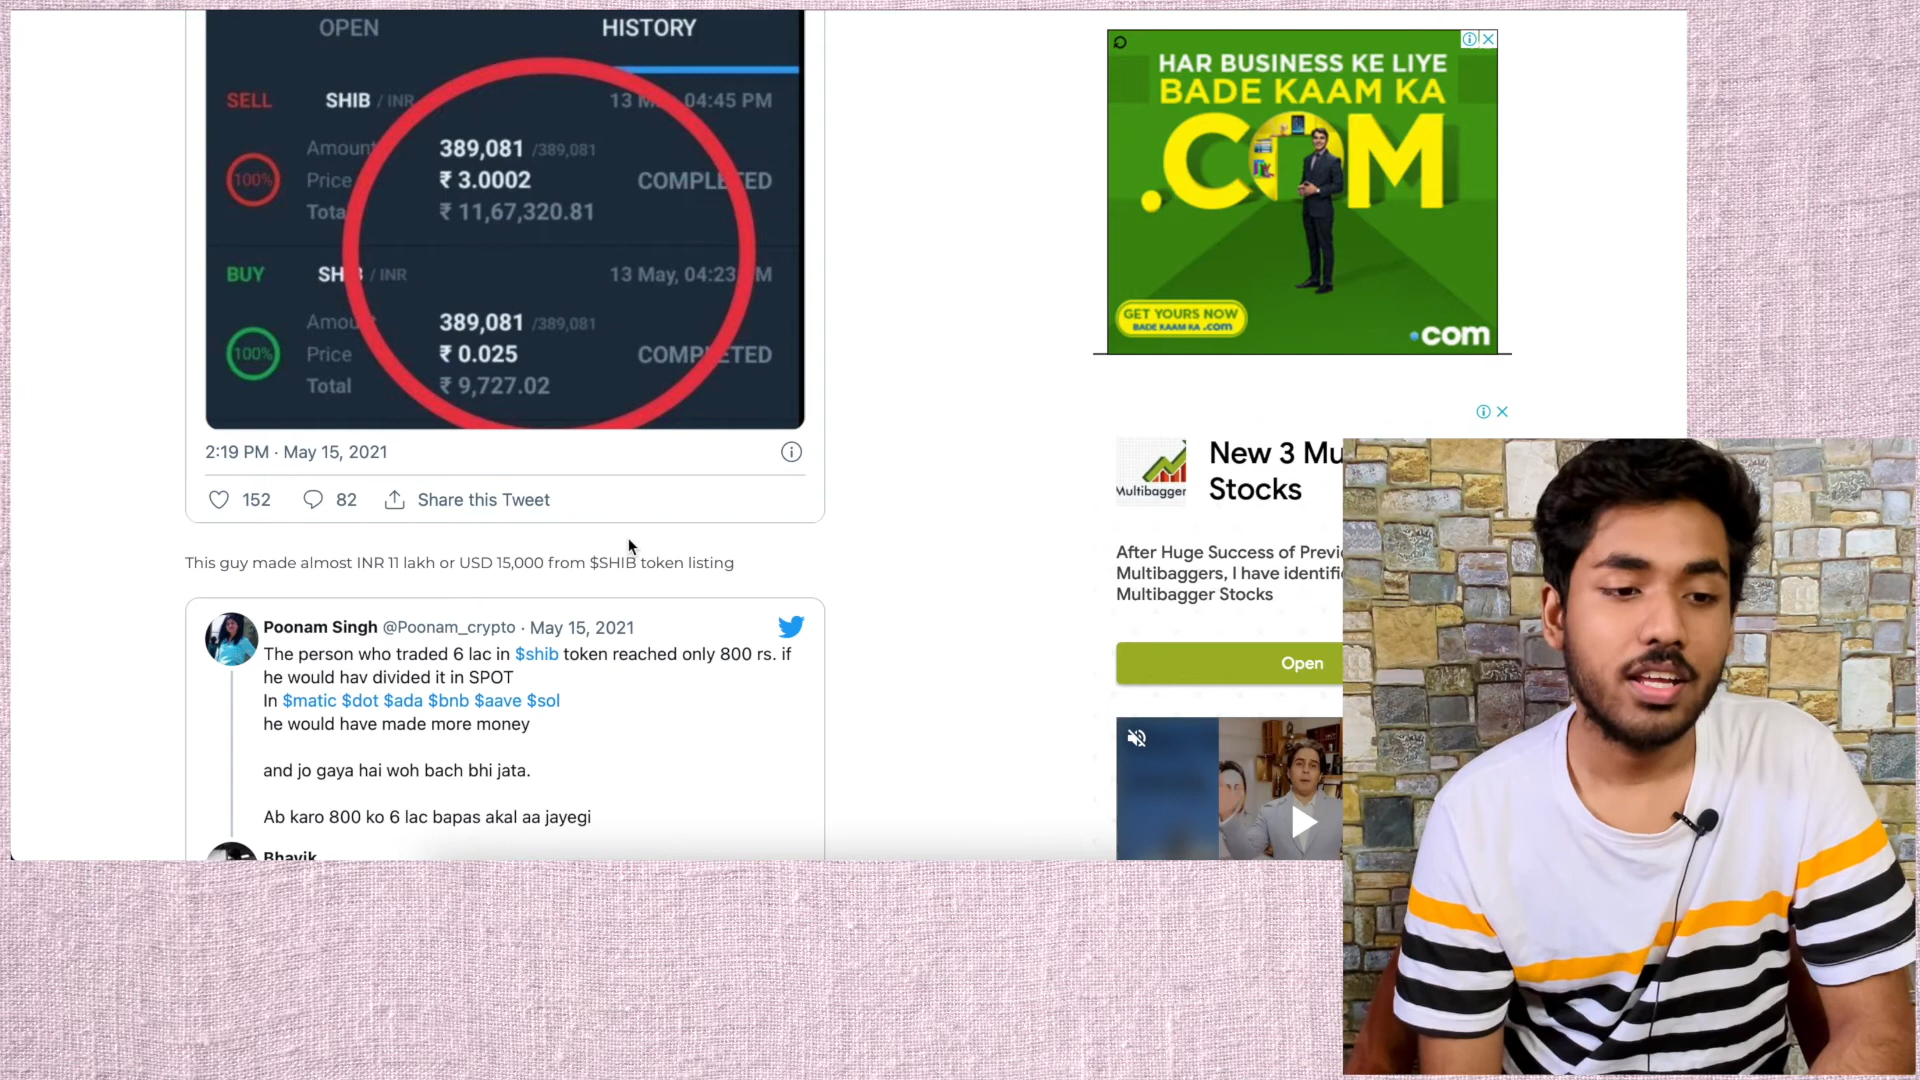 OPEN
HISTORY
SELL
SHIB / INR
04:45 PM
Amount
389,081 /389,081
100%
Price
₹ 3.0002
COMPLETED
Total
₹ 11,67,320.81
BUY
SHIB / INR
13 May, 04:23 PM
389,081 /389,081
100%
Price
₹ 0.025
COMPLETED
Total
₹ 9,727.02
2:19 PM · May 15, 2021
152
82
Share this Tweet
This guy made almost INR 11 lakh or USD 15,000 from $SHIB token listing
Poonam Singh @Poonam_crypto · May 15, 2021
The person who traded 6 lac in $shib token reached only 800 rs. if
he would hav divided it in SPOT
In $matic $dot $ada $bnb $aave $sol
he would have made more money
and jo gaya hai woh bach bhi jata.
Ab karo 800 ko 6 lac bapas akal aa jayegi
Bhavik
HAR BUSINESS KE LIYE
BADE KAAM KA
.COM
GET YOURS NOW
BADE KAAM KA .COM
.com
New 3 Mu
Stocks
Multibagger
After Huge Success of Previ
Multibaggers, I have identifi
Multibagger Stocks
Open